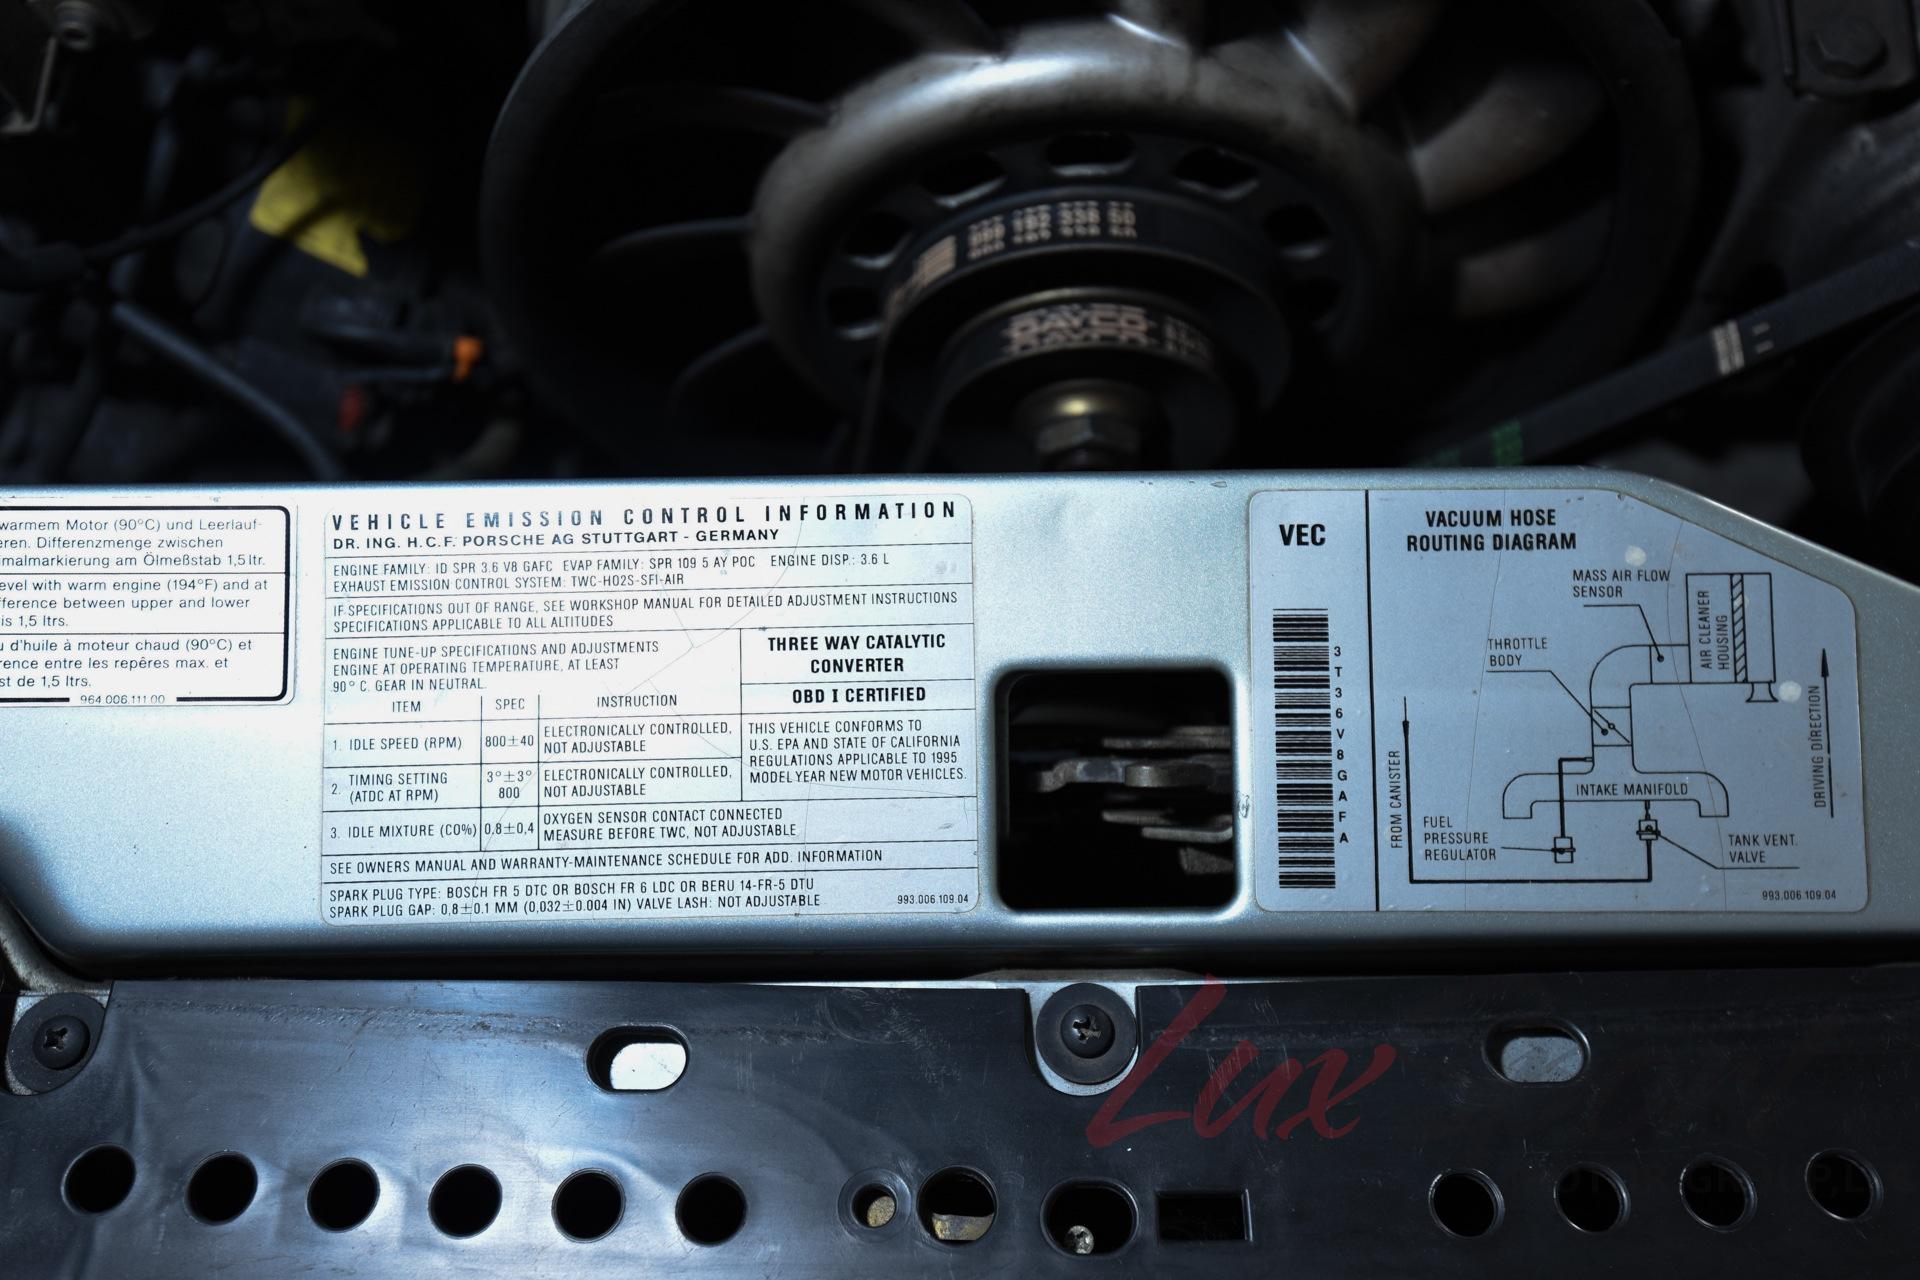 DAYCO
warmem Motor (90°C) und Leerlauf-
eren. Differenzmenge zwischen
malmarkierung am Ölmeßstab 1,5 ltr.
evel with warm engine (194°F) and at
fference between upper and lower
is 1,5 ltrs.
u d'huile à moteur chaud (90°C) et
rence entre les repêres max. et
st de 1,5 ltrs.
964.006.111.00
VEHICLE EMISSION CONTROL INFORMATION
DR. ING. H.C.F. PORSCHE AG STUTTGART - GERMANY
ENGINE FAMILY: ID SPR 3.6 V8 GAFC EVAP FAMILY: SPR 109 5 AY POC ENGINE DISP.: 3.6 L
EXHAUST EMISSION CONTROL SYSTEM: TWC-HO2S-SFI-AIR
IF SPECIFICATIONS OUT OF RANGE, SEE WORKSHOP MANUAL FOR DETAILED ADJUSTMENT INSTRUCTIONS
SPECIFICATIONS APPLICABLE TO ALL ALTITUDES
ENGINE TUNE-UP SPECIFICATIONS AND ADJUSTMENTS
ENGINE AT OPERATING TEMPERATURE, AT LEAST
90° C. GEAR IN NEUTRAL.
ITEM SPEC INSTRUCTION
1. IDLE SPEED (RPM) 800±40 ELECTRONICALLY CONTROLLED,
NOT ADJUSTABLE
2. TIMING SETTING
(ATDC AT RPM) 3°±3°
800 ELECTRONICALLY CONTROLLED,
NOT ADJUSTABLE
3. IDLE MIXTURE (CO%) 0,8±0,4 OXYGEN SENSOR CONTACT CONNECTED
MEASURE BEFORE TWC, NOT ADJUSTABLE
THREE WAY CATALYTIC
CONVERTER
OBD I CERTIFIED
THIS VEHICLE CONFORMS TO
U.S. EPA AND STATE OF CALIFORNIA
REGULATIONS APPLICABLE TO 1995
MODEL YEAR NEW MOTOR VEHICLES.
SEE OWNERS MANUAL AND WARRANTY-MAINTENANCE SCHEDULE FOR ADD. INFORMATION
SPARK PLUG TYPE: BOSCH FR 5 DTC OR BOSCH FR 6 LDC OR BERU 14-FR-5 DTU
SPARK PLUG GAP: 0,8±0.1 MM (0,032±0.004 IN) VALVE LASH: NOT ADJUSTABLE
993.006.109.04
VEC
3T36V8GAFA
VACUUM HOSE
ROUTING DIAGRAM
MASS AIR FLOW
SENSOR
AIR CLEANER
HOUSING
THROTTLE
BODY
DRIVING DIRECTION
FROM CANISTER
INTAKE MANIFOLD
FUEL
PRESSURE
REGULATOR
TANK VENT.
VALVE
993.006.109.04
Lux